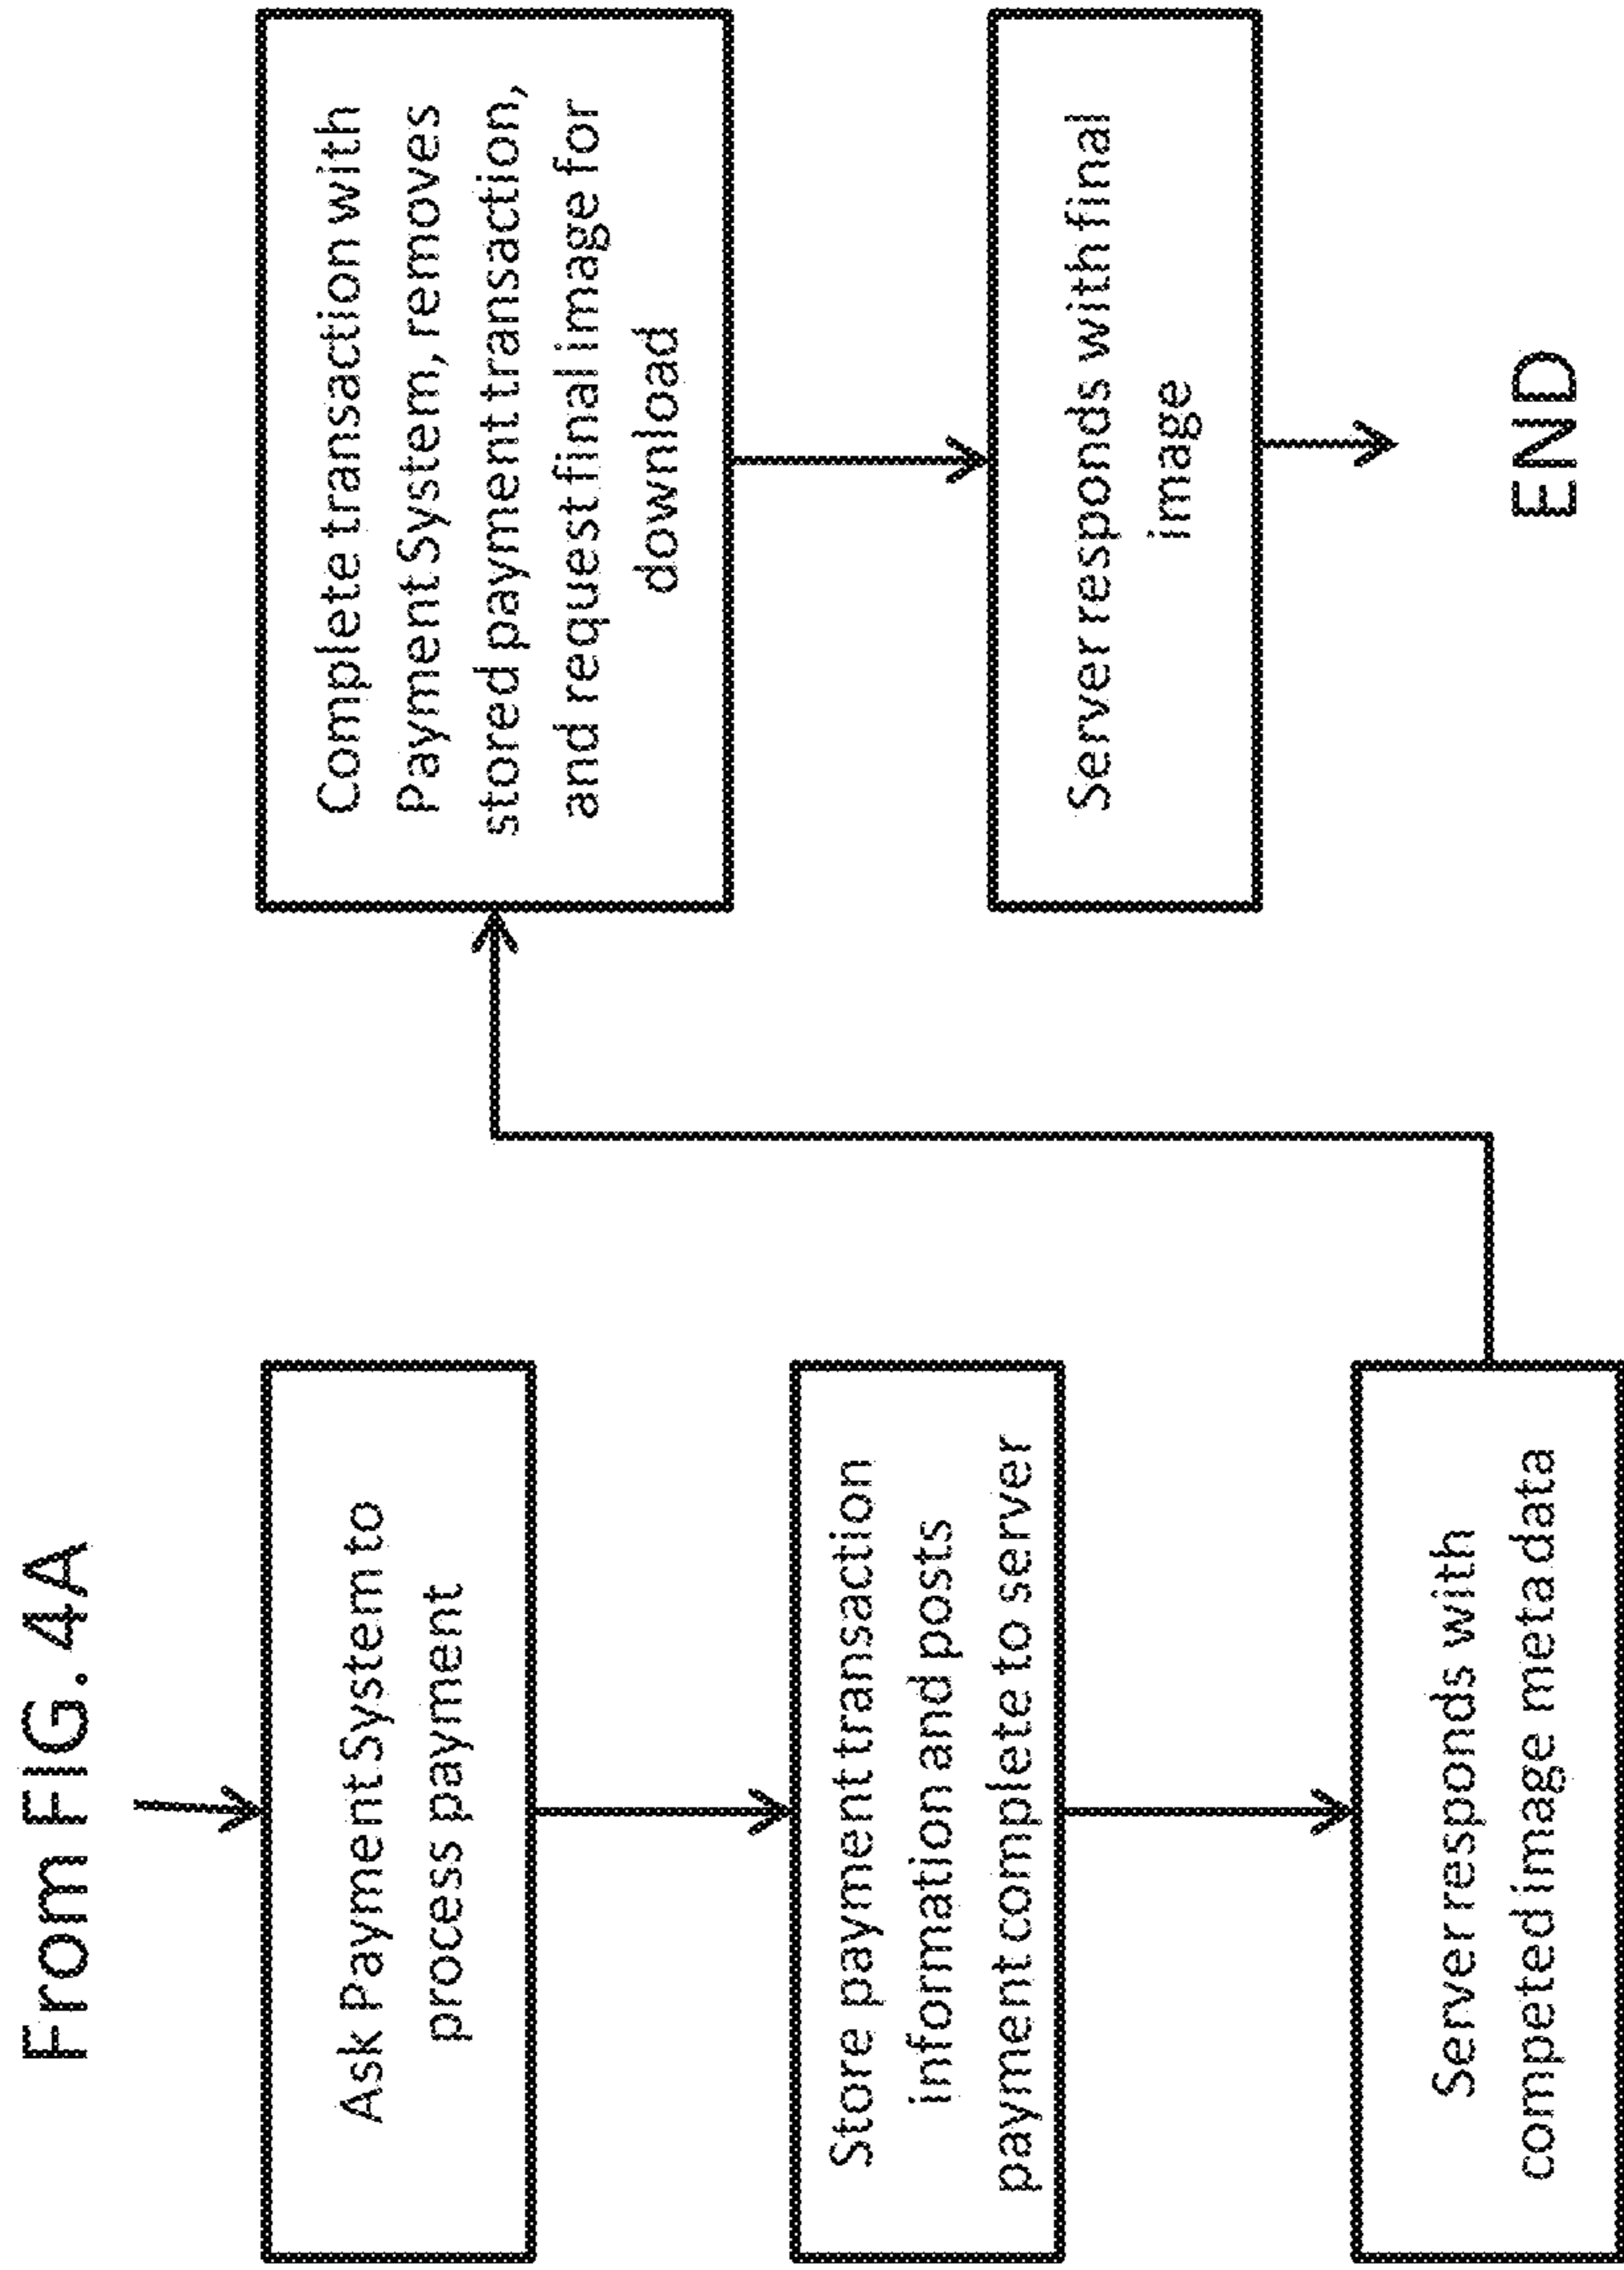 From FIG. 4A
Ask Payment System to
process payment
Store payment transaction
information and posts
payment complete to server
Server responds with
competed image meta data
Complete transaction with
Payment System, removes
stored payment transaction,
and request final image for
download
Server responds with final
image
END